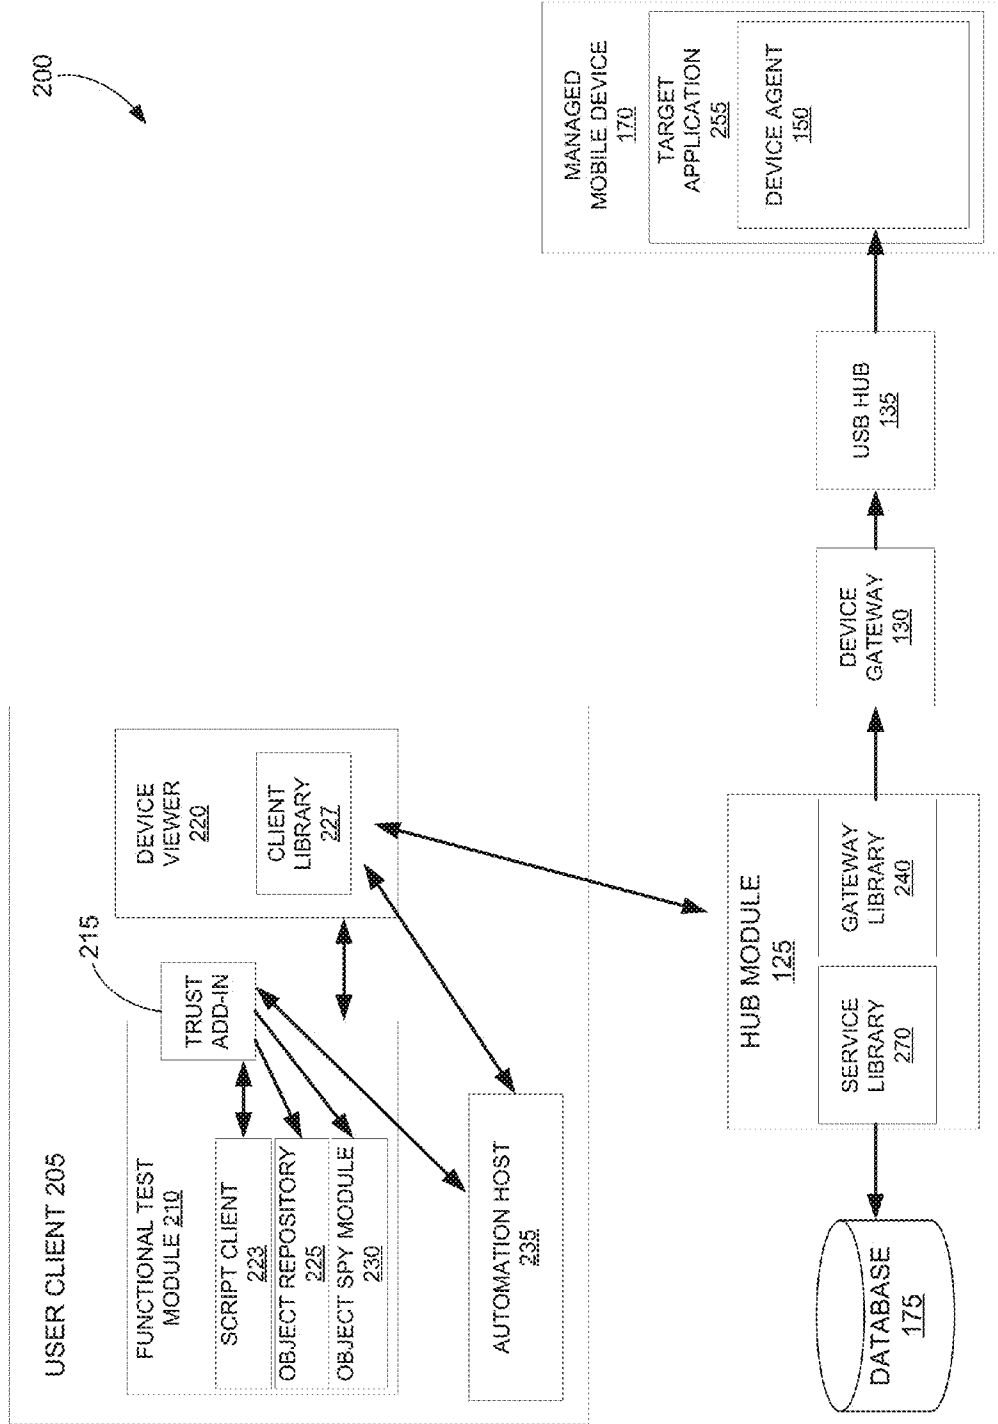 200
USER CLIENT 205
FUNCTIONAL TEST
MODULE 210
SCRIPT CLIENT
223
OBJECT REPOSITORY
225
OBJECT SPY MODULE
230
215
TRUST
ADD-IN
DEVICE
VIEWER
220
CLIENT
LIBRARY
227
AUTOMATION HOST
235
MANAGED
MOBILE DEVICE
170
TARGET
APPLICATION
255
DEVICE AGENT
150
HUB MODULE
125
SERVICE
LIBRARY
270
GATEWAY
LIBRARY
240
DATABASE
175
DEVICE
GATEWAY
130
USB HUB
135